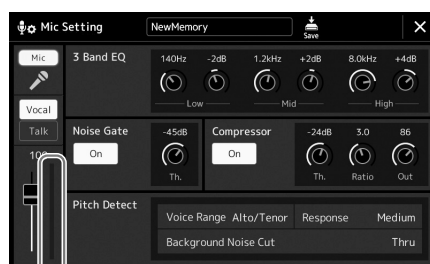 Mic Setting NewMemory Save
Mic 3 Band EQ 140Hz -2dB 1.2kHz +2dB 8.0kHz +4dB
Low Mid High
Vocal
Talk Noise Gate -45dB Compressor -24dB 3.0 86
100 On On
Th. Th. Ratio Out
Pitch Detect
Voice Range Alto/Tenor Response Medium
Background Noise Cut Thru